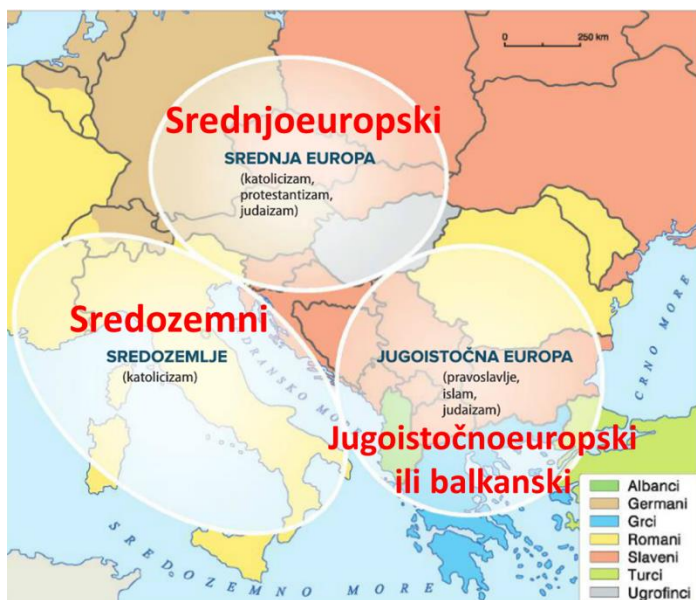 0 250 km
Srednjoeuropski
SREDNJA EUROPA
(katolicizam,
protestantizam,
judaizam)
Sredozemni
SREDOZEMLJE
(katolicizam)
JADRANSKO MORE
JUGOISTOČNA EUROPA
(pravoslavlje,
islam,
judaizam)
CRNO MORE
Jugoistočnoeuropski
ili balkanski
SREDOZEMNO MORE
Albanci
Germani
Grci
Romani
Slaveni
Turci
Ugrofinci